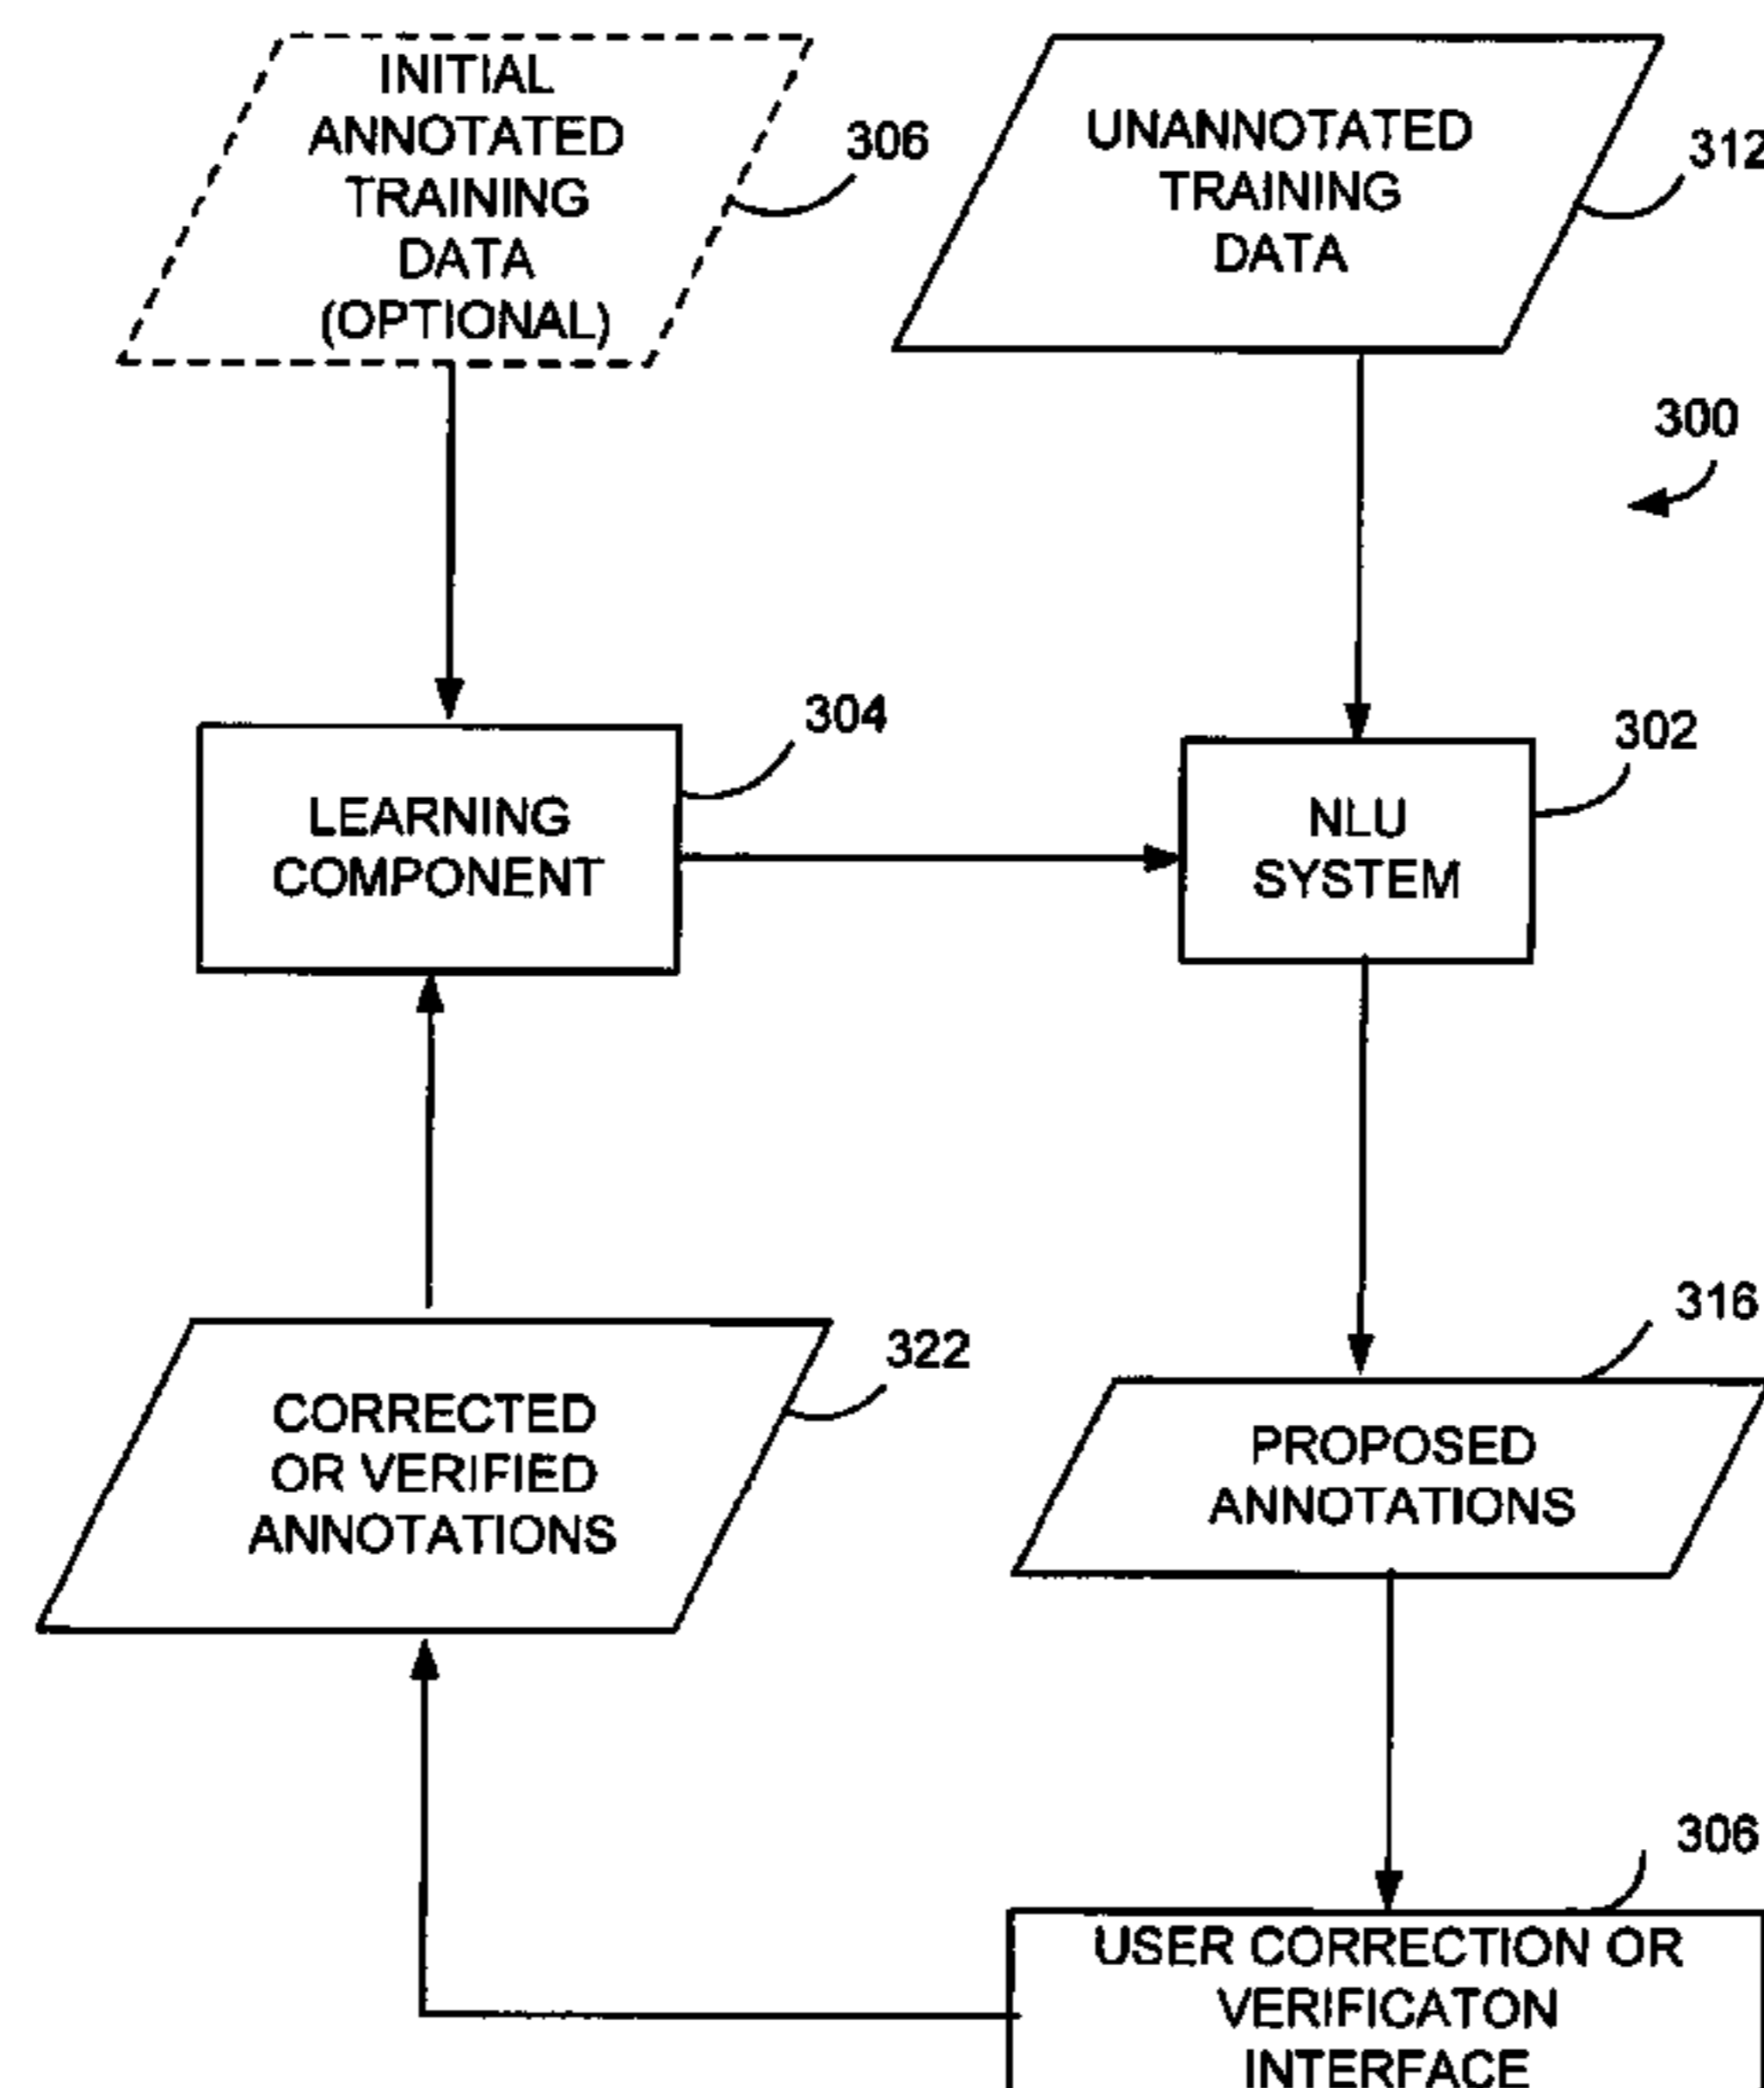 INITIAL
ANNOTATED
TRAINING
DATA
(OPTIONAL)
306
UNANNOTATED
TRAINING
DATA
312
300
LEARNING
COMPONENT
304
NLU
SYSTEM
302
CORRECTED
OR VERIFIED
ANNOTATIONS
322
PROPOSED
ANNOTATIONS
316
306
USER CORRECTION OR
VERIFICATON
INTERFACE